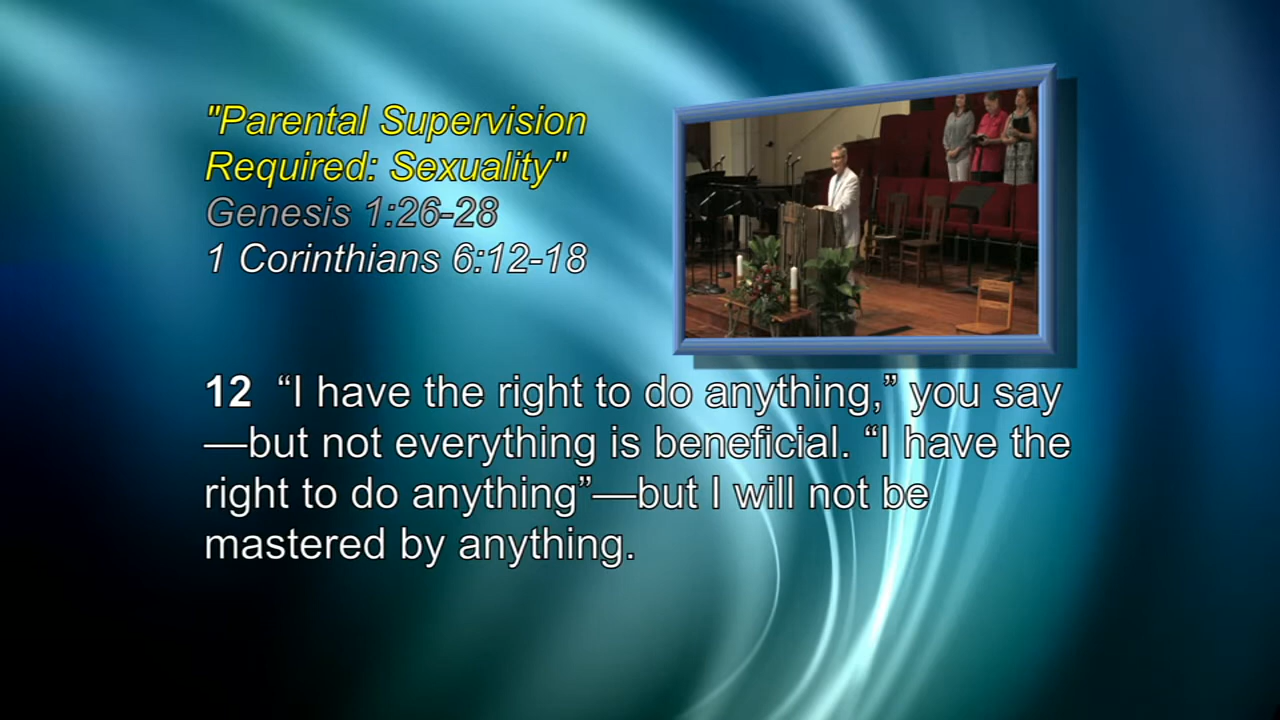 "Parental Supervision
Required: Sexuality"
Genesis 1:26-28
1 Corinthians 6:12-18
12 “I have the right to do anything,” you say
—but not everything is beneficial. “I have the
right to do anything”—but I will not be
mastered by anything.